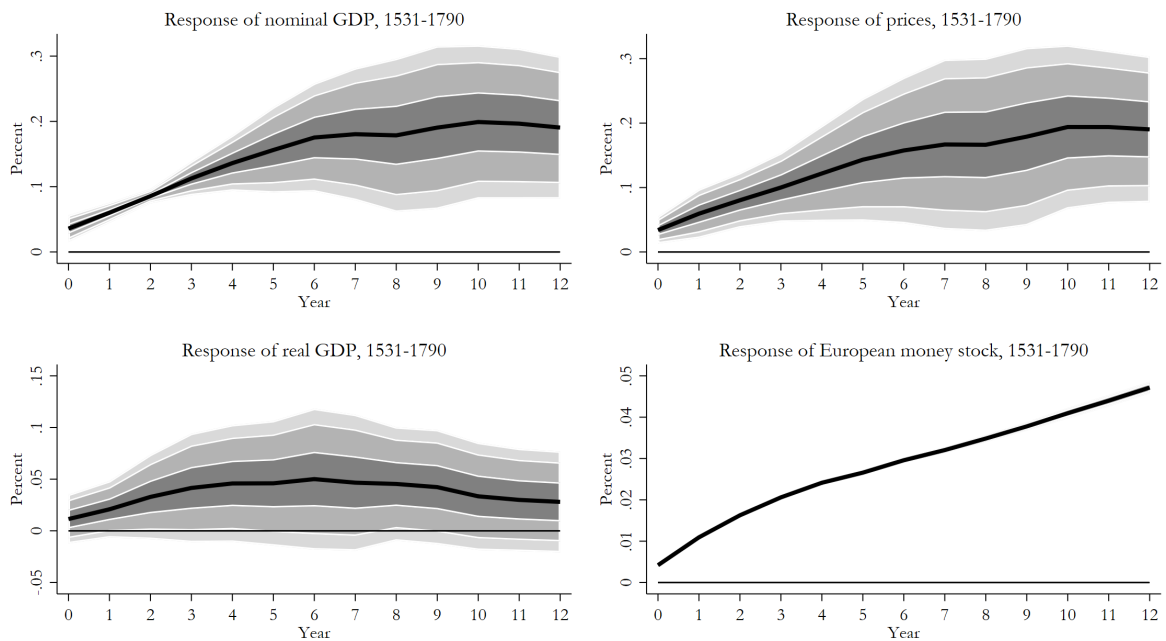 Response of nominal GDP, 1531-1790
Percent
.3
.2
.1
0
0 1 2 3 4 5 6 7 8 9 10 11 12
Year
Response of prices, 1531-1790
Percent
.3
.2
.1
0
0 1 2 3 4 5 6 7 8 9 10 11 12
Year
Response of real GDP, 1531-1790
Percent
.15
.1
.05
0
-.05
0 1 2 3 4 5 6 7 8 9 10 11 12
Year
Response of European money stock, 1531-1790
Percent
.05
.04
.03
.02
.01
0
0 1 2 3 4 5 6 7 8 9 10 11 12
Year